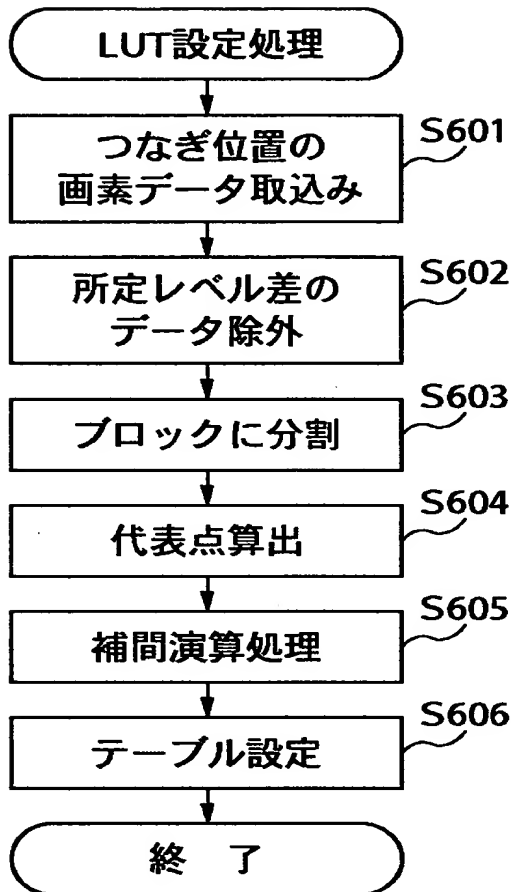 LUT設定処理
S601
つなぎ位置の
画素データ取込み
S602
所定レベル差の
データ除外
S603
ブロックに分割
S604
代表点算出
S605
補間演算処理
S606
テーブル設定
終 了